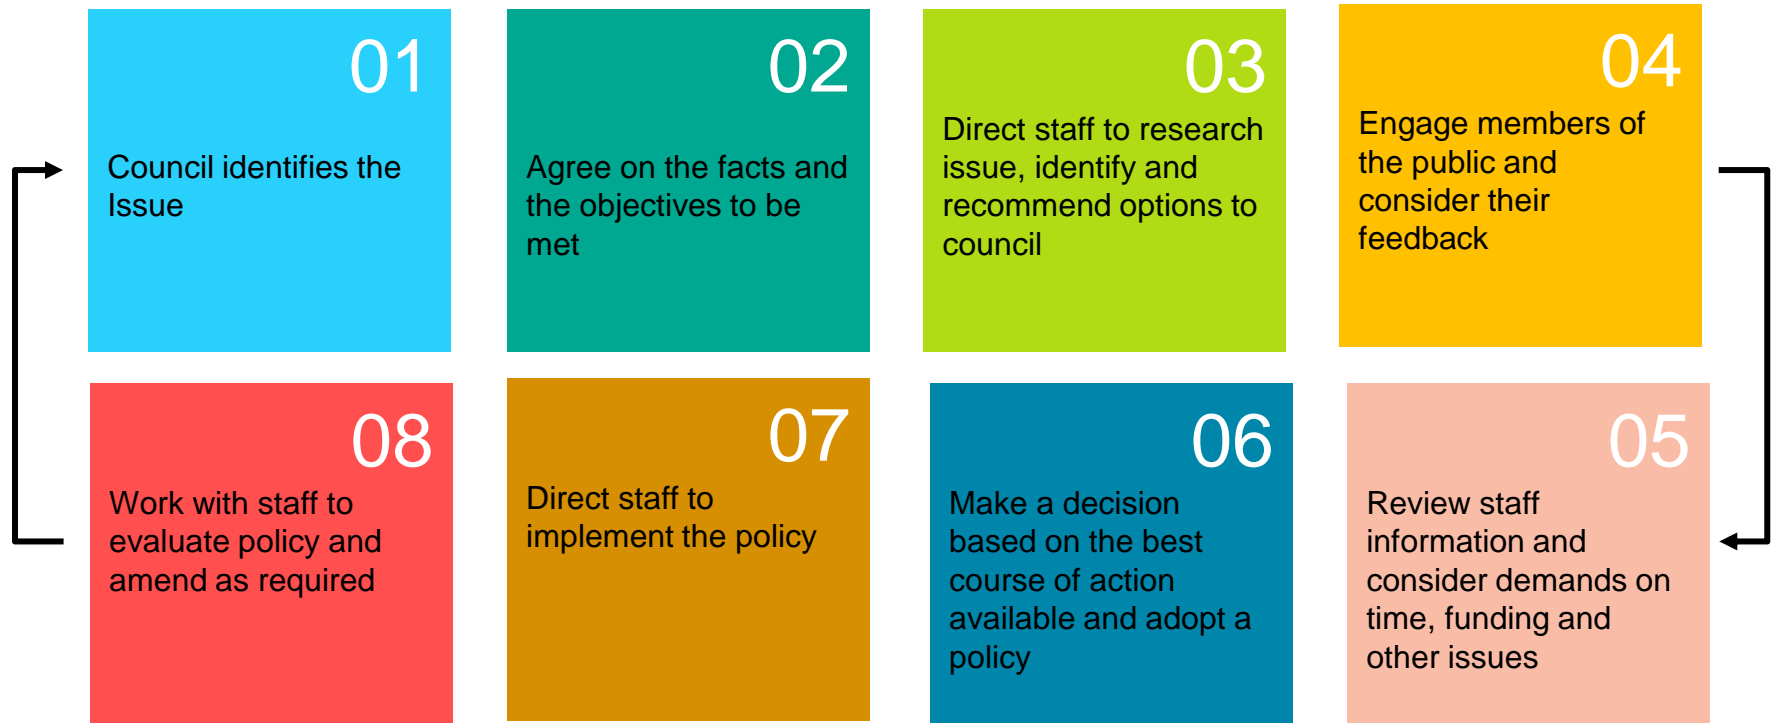 01
Council identifies the
Issue
02
Agree on the facts and
the objectives to be
met
03
Direct staff to research
issue, identify and
recommend options to
council
04
Engage members of
the public and
consider their
feedback
05
Review staff
information and
consider demands on
time, funding and
other issues
06
Make a decision
based on the best
course of action
available and adopt a
policy
07
Direct staff to
implement the policy
08
Work with staff to
evaluate policy and
amend as required